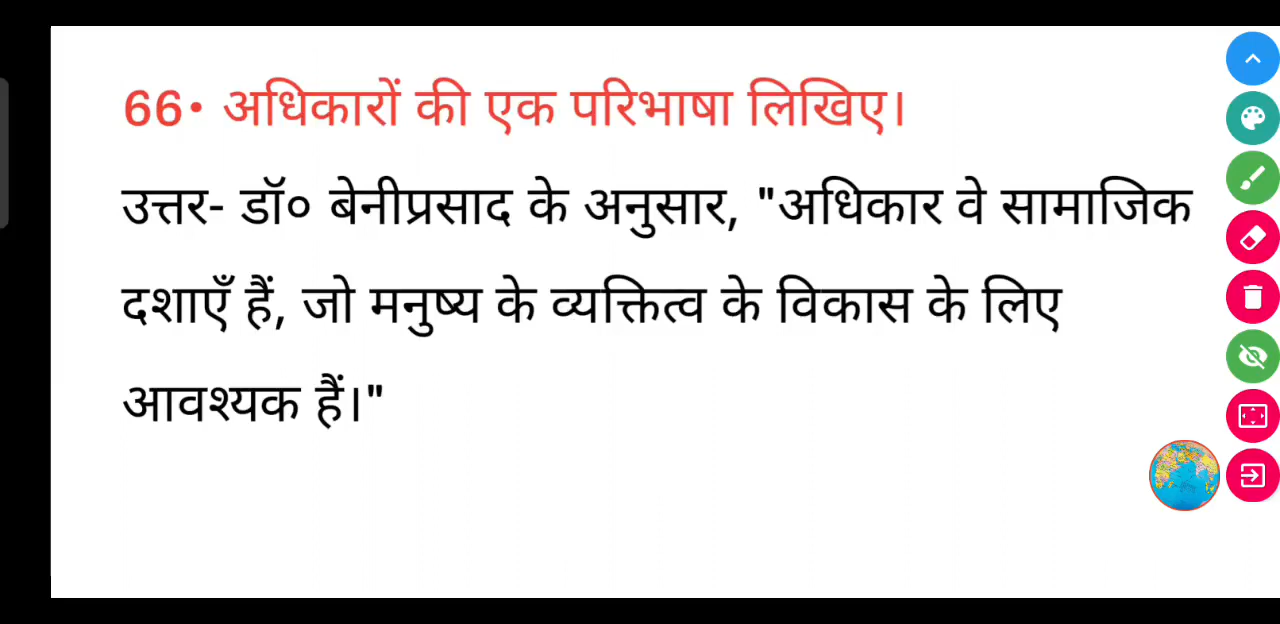 66• अधिकारों की एक परिभाषा लिखिए।
उत्तर- डॉ० बेनीप्रसाद के अनुसार, "अधिकार वे सामाजिक
दशाएँ हैं, जो मनुष्य के व्यक्तित्व के विकास के लिए
आवश्यक हैं।"